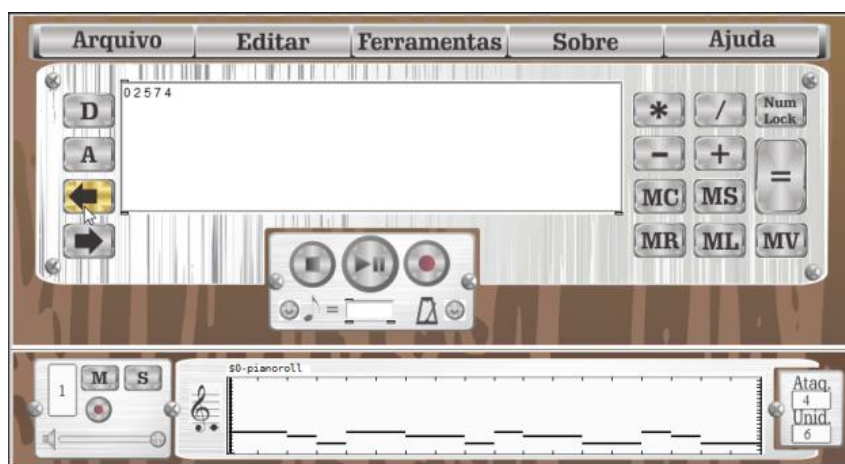 Arquivo Editar Ferramentas Sobre Ajuda
02574
D
A
* / Num Lock
- + =
MC MS
MR ML MV
=
1 M S
$0-pianoroll
Ataq.
4
Unid.
6